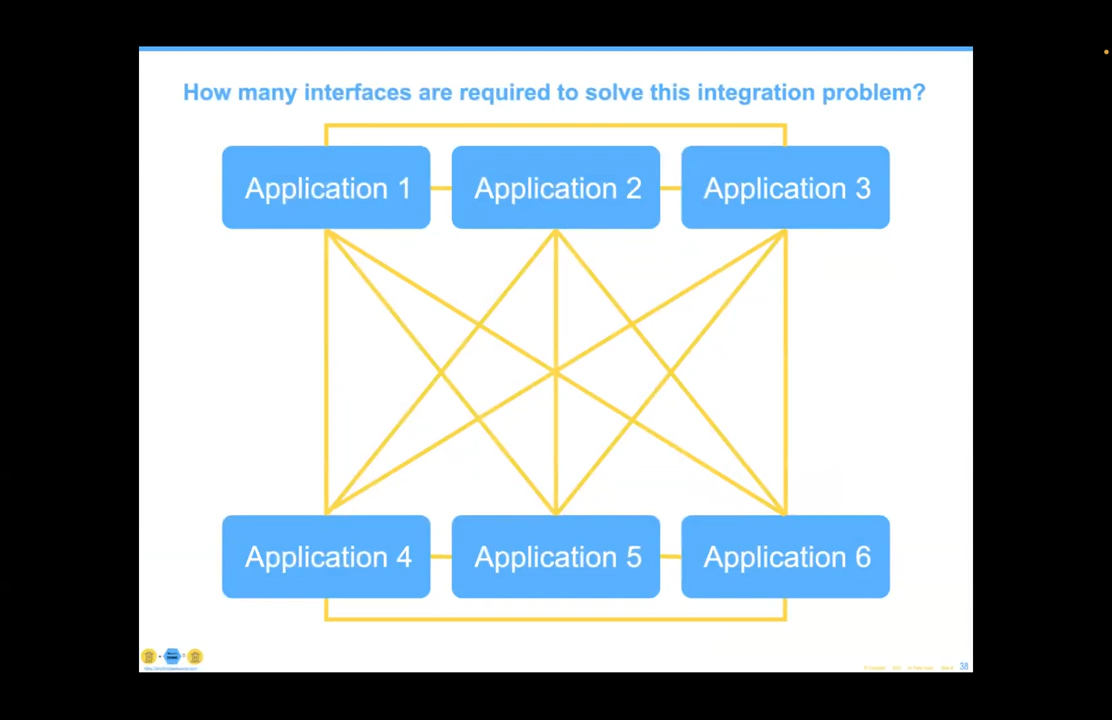 How many interfaces are required to solve this integration problem?
Application 1
Application 2
Application 3
Application 4
Application 5
Application 6
38